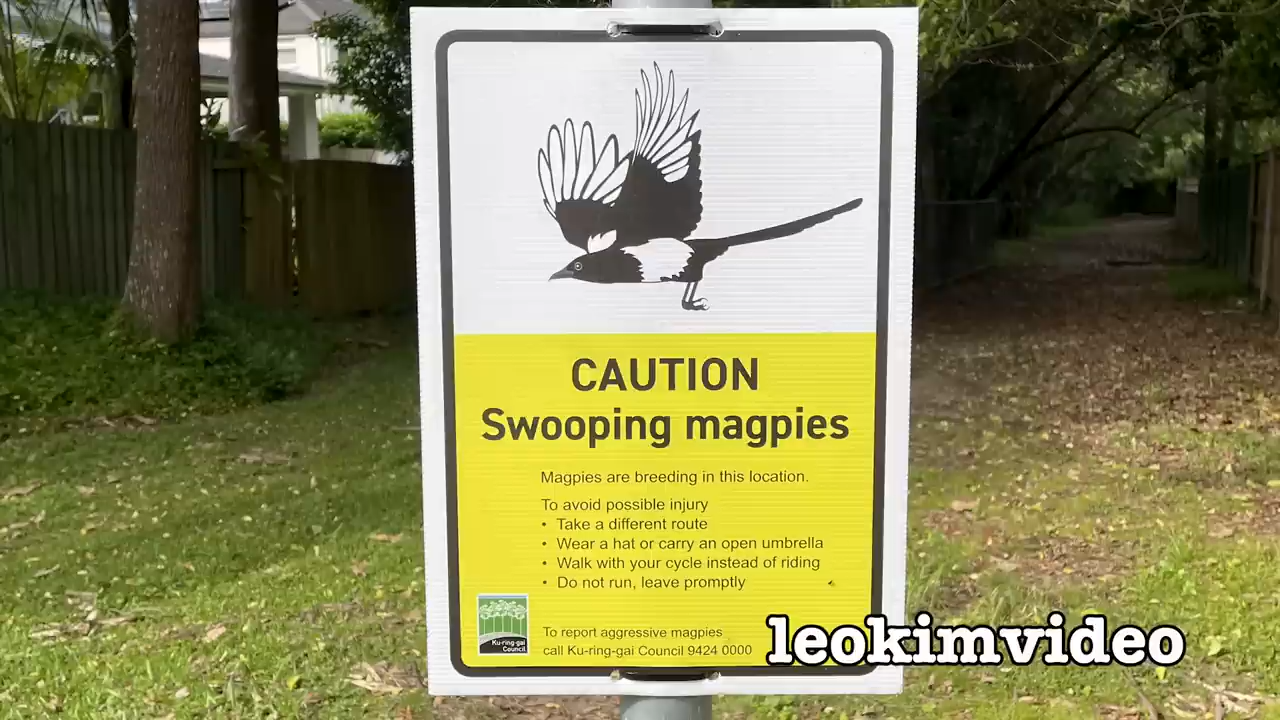 CAUTION
Swooping magpies
Magpies are breeding in this location.
To avoid possible injury
• Take a different route
• Wear a hat or carry an open umbrella
• Walk with your cycle instead of riding
• Do not run, leave promptly
Ku-ring-gai
Council
To report aggressive magpies
call Ku-ring-gai Council 9424 0000
leokimvideo